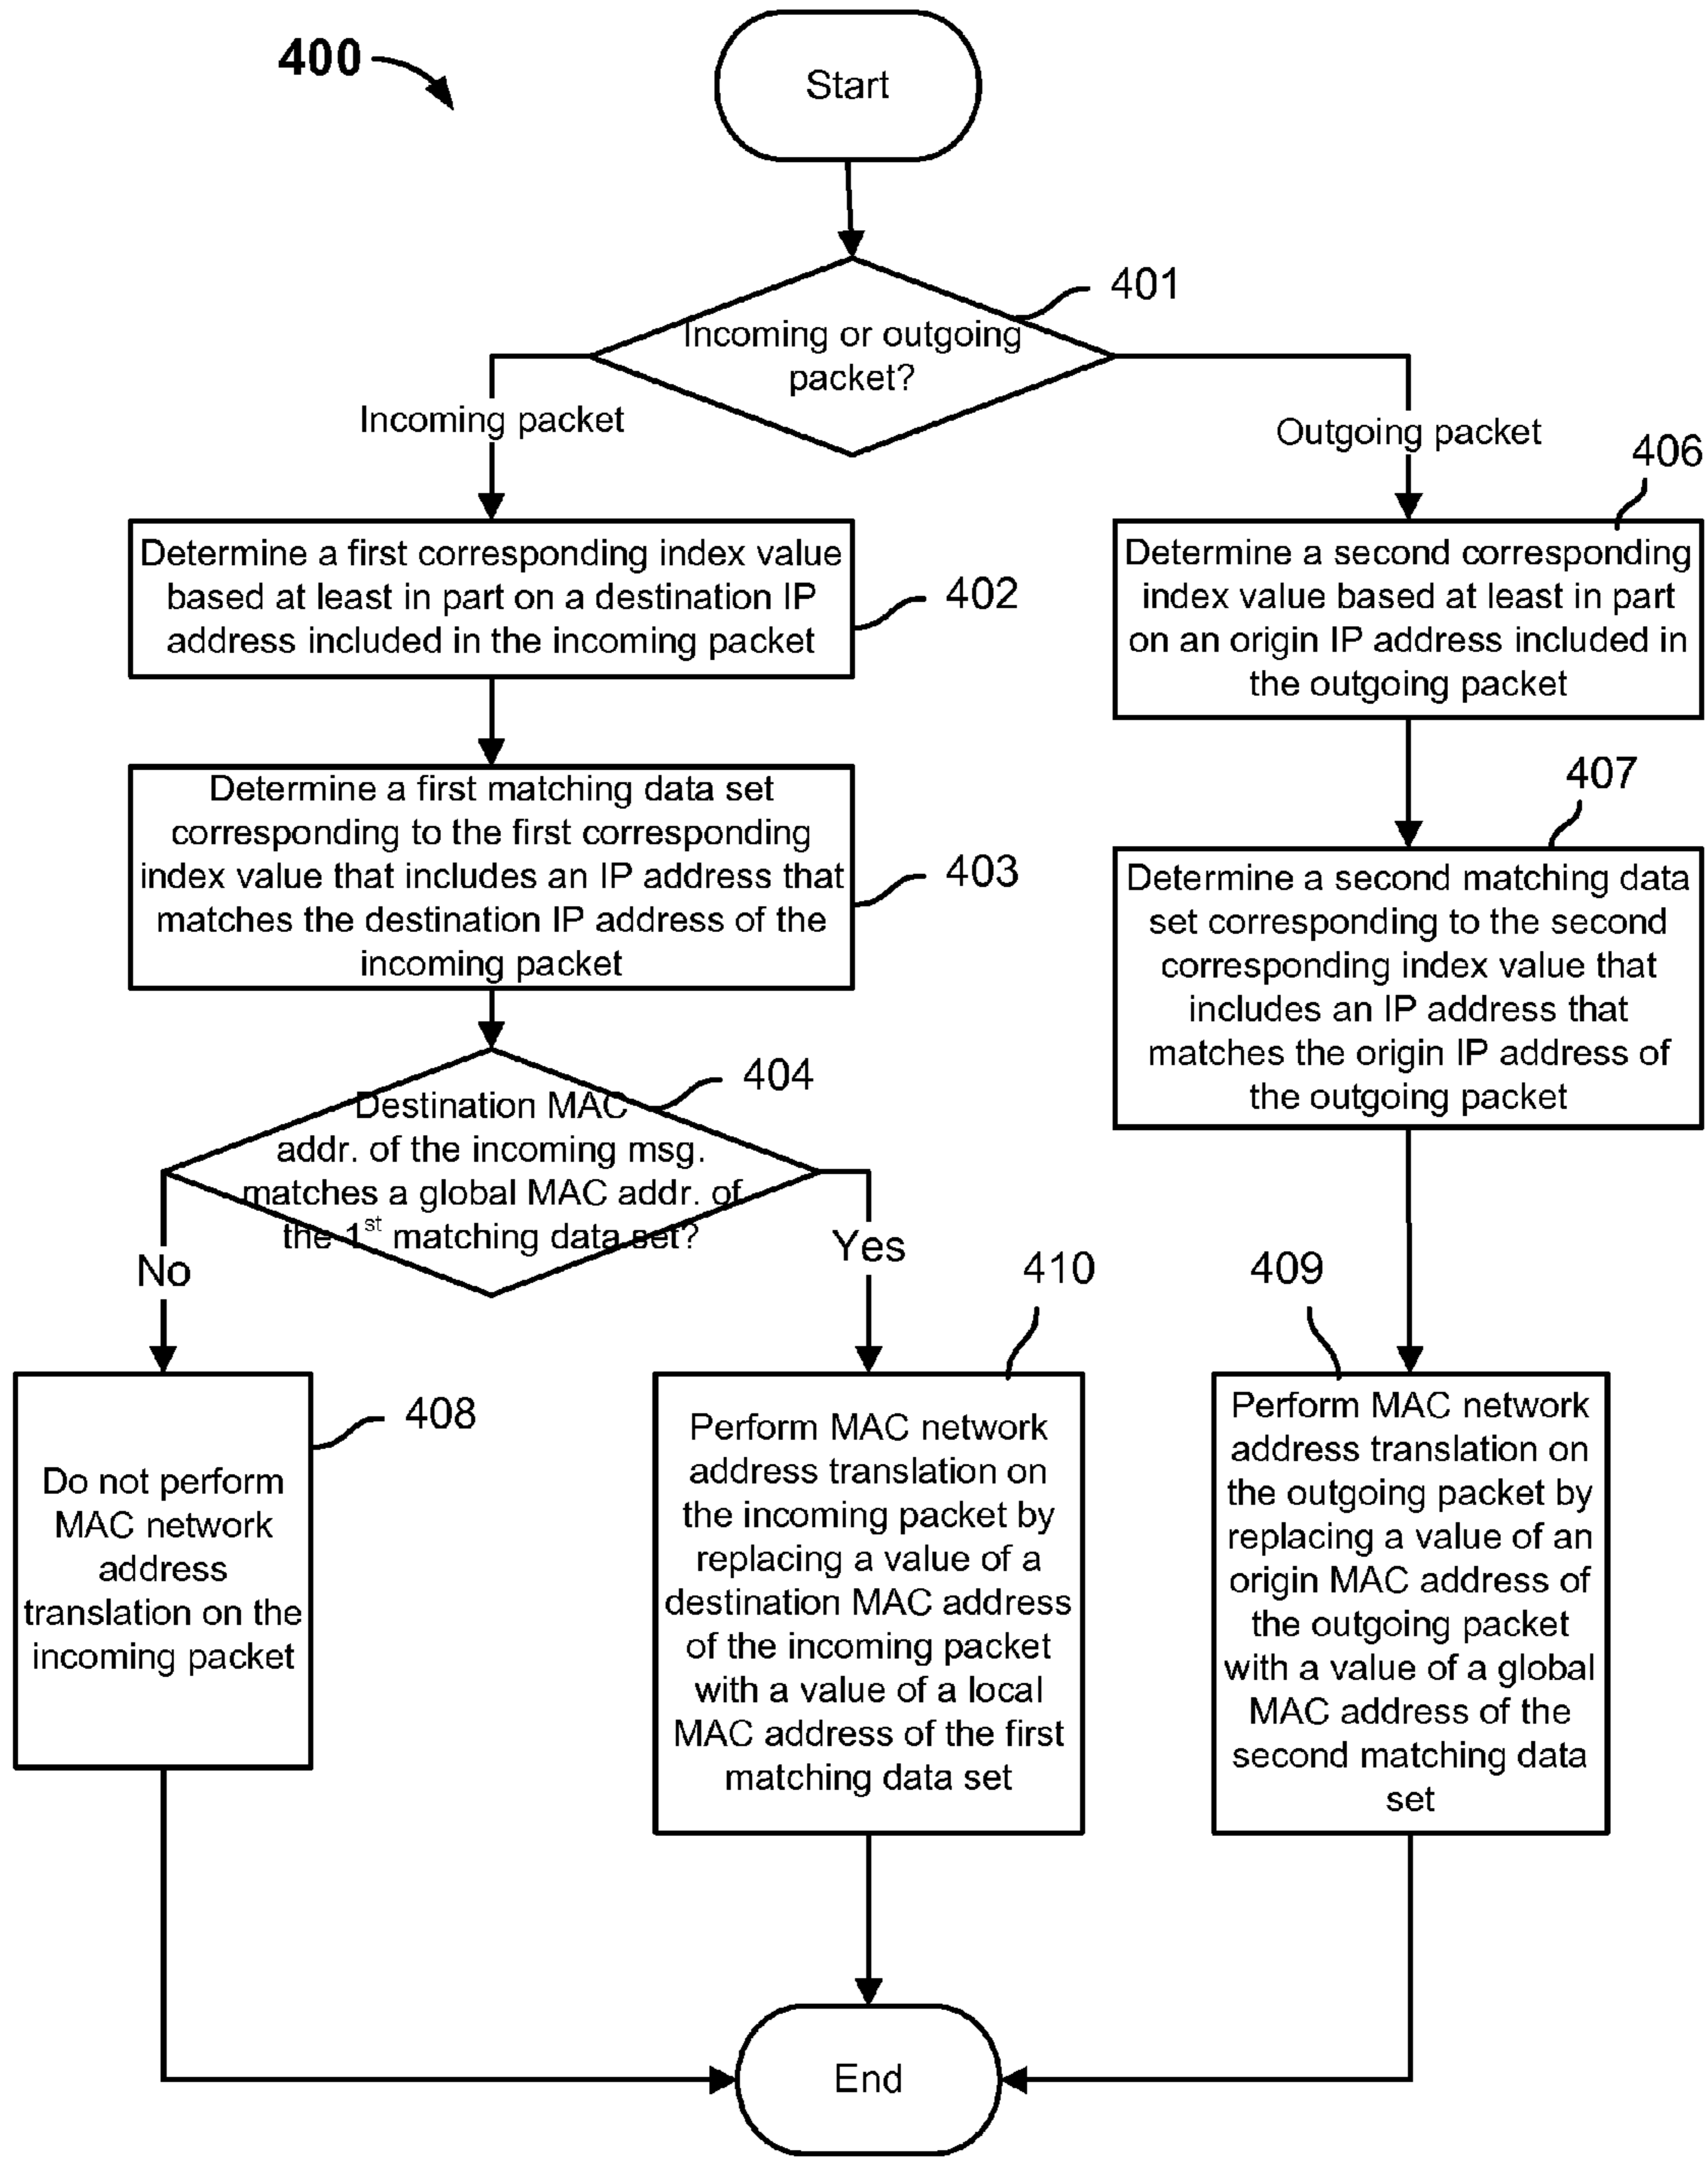 400
Start
401
Incoming or outgoing
packet?
Incoming packet
Outgoing packet
406
Determine a first corresponding index value
based at least in part on a destination IP
address included in the incoming packet
402
Determine a second corresponding
index value based at least in part
on an origin IP address included in
the outgoing packet
407
Determine a first matching data set
corresponding to the first corresponding
index value that includes an IP address that
matches the destination IP address of the
incoming packet
403
Determine a second matching data
set corresponding to the second
corresponding index value that
includes an IP address that
matches the origin IP address of
the outgoing packet
404
Destination MAC
addr. of the incoming msg.
matches a global MAC addr. of
the 1st matching data set?
No
Yes
410
409
408
Do not perform
MAC network
address
translation on the
incoming packet
Perform MAC network
address translation on
the incoming packet by
replacing a value of a
destination MAC address
of the incoming packet
with a value of a local
MAC address of the first
matching data set
Perform MAC network
address translation on
the outgoing packet by
replacing a value of an
origin MAC address of
the outgoing packet
with a value of a global
MAC address of the
second matching data
set
End